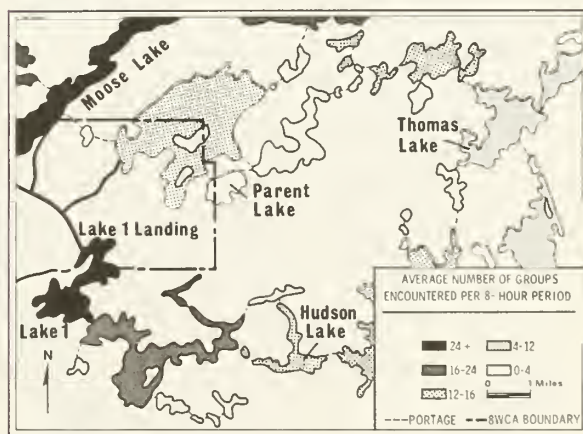 Moose Lake
Thomas Lake
Parent Lake
Lake 1 Landing
Lake 1
Hudson Lake
N
AVERAGE NUMBER OF GROUPS
ENCOUNTERED PER 8-HOUR PERIOD
24 + 4-12
16-24 0-4
12-16 0 1 Miles
PORTAGE BWCA BOUNDARY